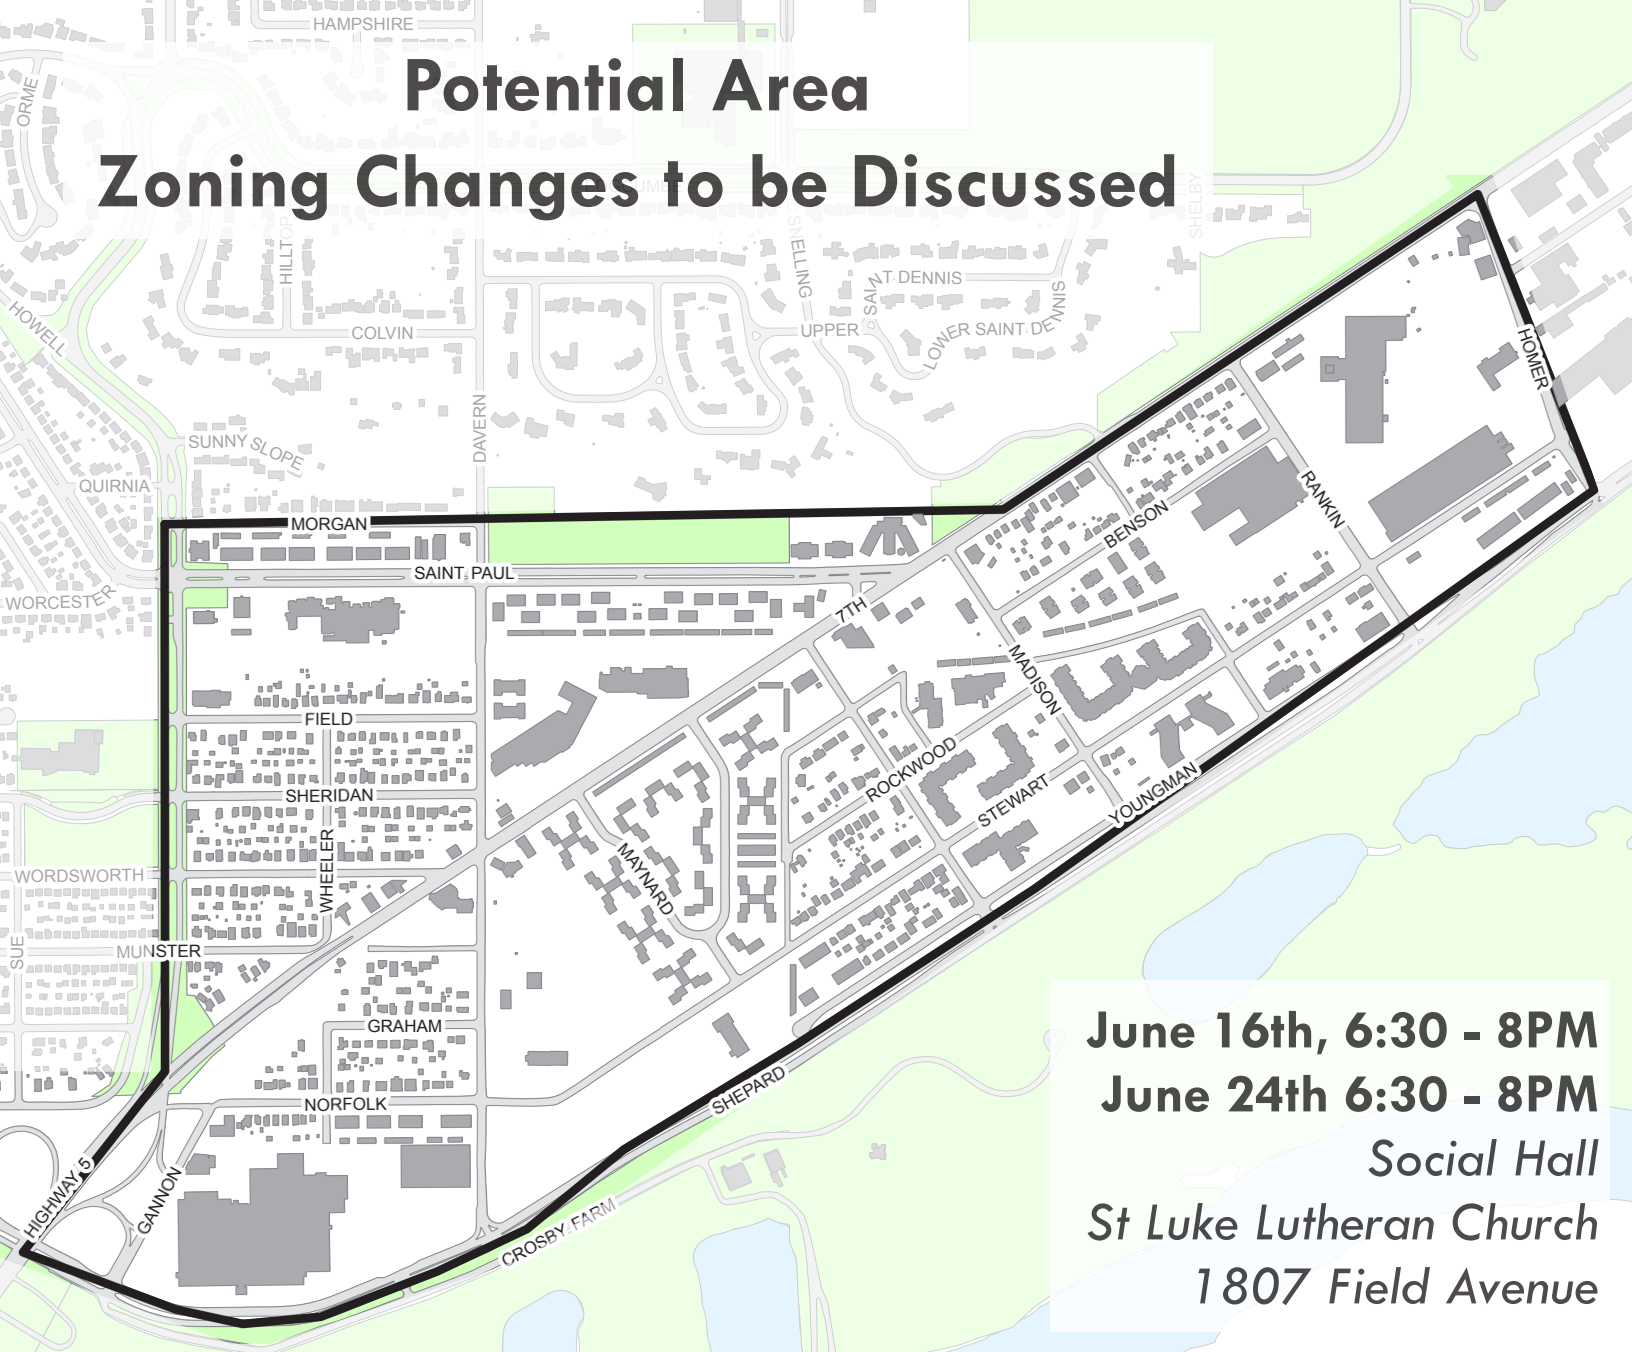 HAMPSHIRE
ORME
Potential Area
Zoning Changes to be Discussed
SHELBY
HILLTOP
SNELLING
SAINT DENNIS
HOWELL
COLVIN
UPPER
LOWER SAINT DENNIS
HOMER
DAVERN
SUNNY SLOPE
QUIRNIA
RANKIN
MORGAN
BENSON
SAINT PAUL
WORCESTER
7TH
MADISON
FIELD
ROCKWOOD
SHERIDAN
STEWART
YOUNGMAN
WHEELER
MAYNARD
WORDSWORTH
SUE
MUNSTER
GRAHAM
NORFOLK
SHEPARD
HIGHWAY 5
GANNON
CROSBY FARM
June 16th, 6:30 - 8PM
June 24th 6:30 - 8PM
Social Hall
St Luke Lutheran Church
1807 Field Avenue